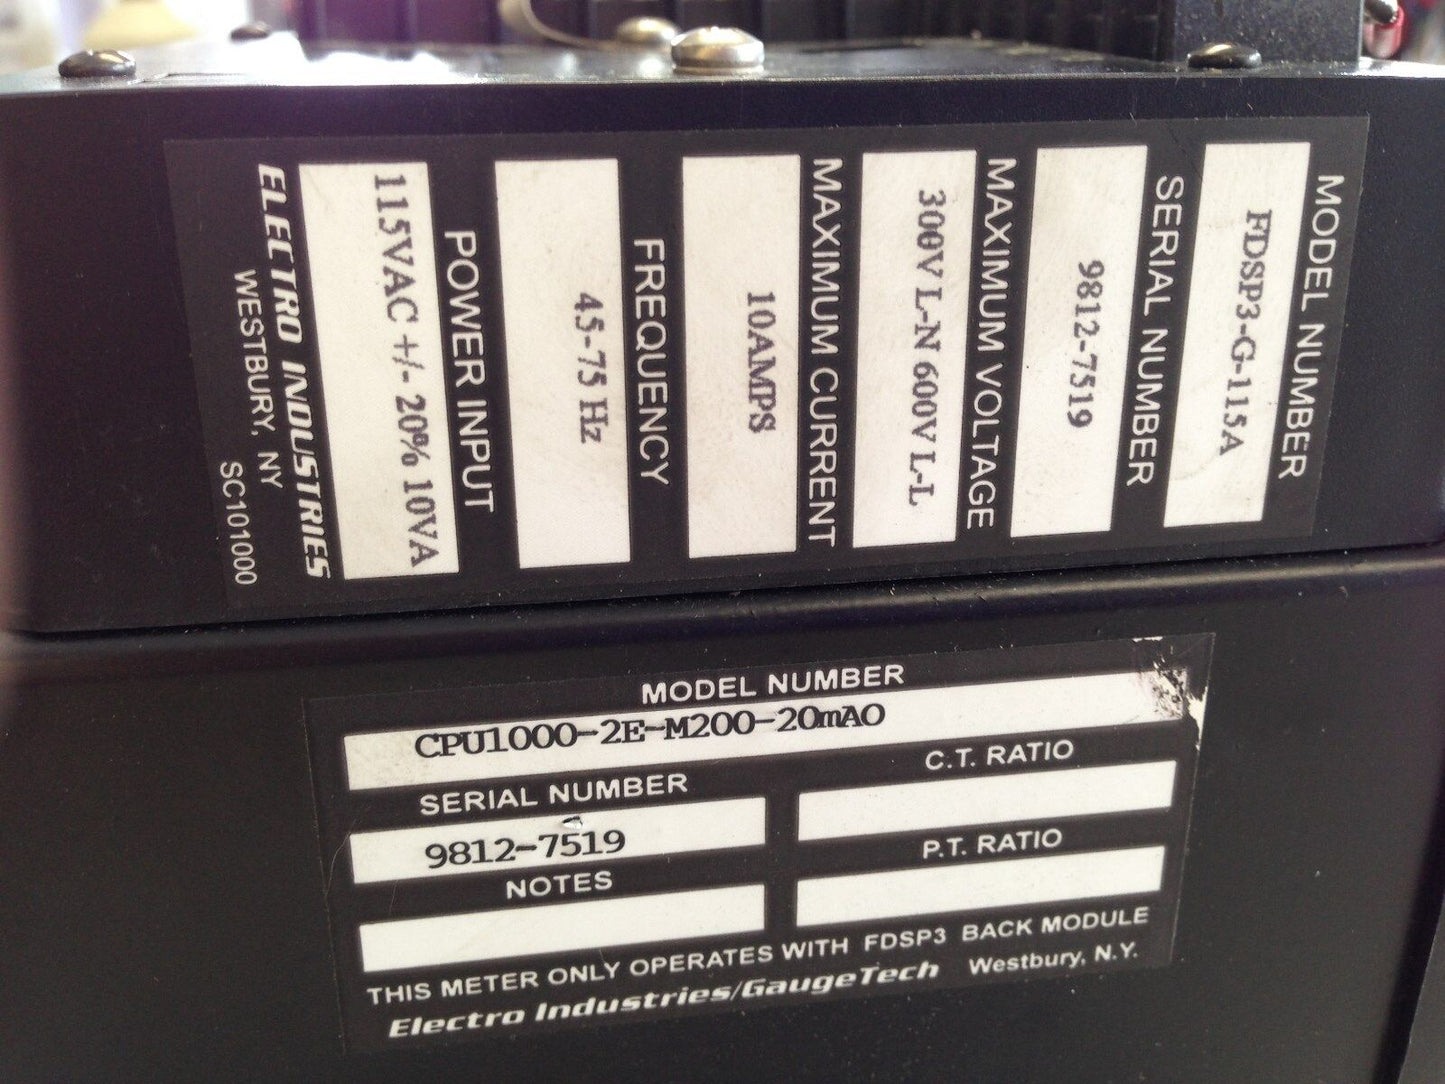 MODEL NUMBER
FDSP3-G-115A
SERIAL NUMBER
9812-7519
MAXIMUM VOLTAGE
300V L-N 600V L-L
MAXIMUM CURRENT
10AMPS
FREQUENCY
45-75 Hz
POWER INPUT
115VAC +/- 20% 10VA
ELECTRO INDUSTRIES
WESTBURY, NY
SC101000
MODEL NUMBER
CPU1000-2E-M200-20mAO
SERIAL NUMBER
9812-7519
NOTES
C.T. RATIO
P.T. RATIO
THIS METER ONLY OPERATES WITH FDSP3 BACK MODULE
Electro Industries/GaugeTech Westbury, N.Y.